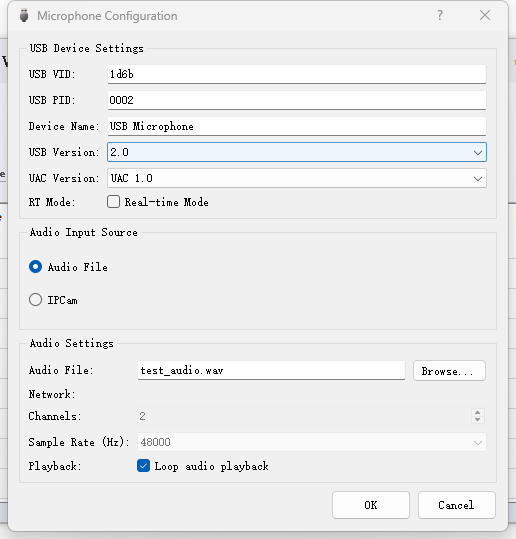 Microphone Configuration
USB Device Settings
USB VID: 1d6b
USB PID: 0002
Device Name: USB Microphone
USB Version: 2.0
UAC Version: UAC 1.0
RT Mode: Real-time Mode
Audio Input Source
Audio File
IPCam
Audio Settings
Audio File: test_audio.wav Browse...
Network:
Channels: 2
Sample Rate (Hz): 48000
Playback: Loop audio playback
OK Cancel